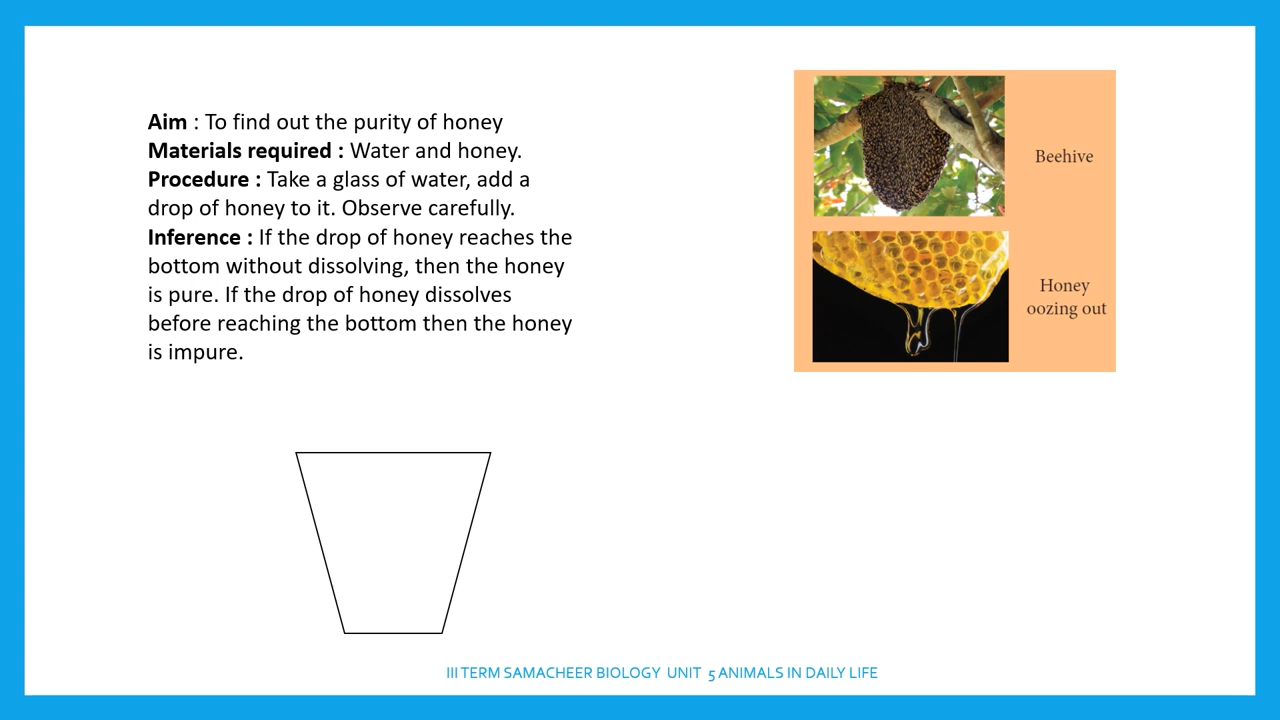 Aim : To find out the purity of honey
Materials required : Water and honey.
Procedure : Take a glass of water, add a
drop of honey to it. Observe carefully.
Inference : If the drop of honey reaches the
bottom without dissolving, then the honey
is pure. If the drop of honey dissolves
before reaching the bottom then the honey
is impure.
Beehive
Honey
oozing out
III TERM SAMACHEER BIOLOGY UNIT 5 ANIMALS IN DAILY LIFE